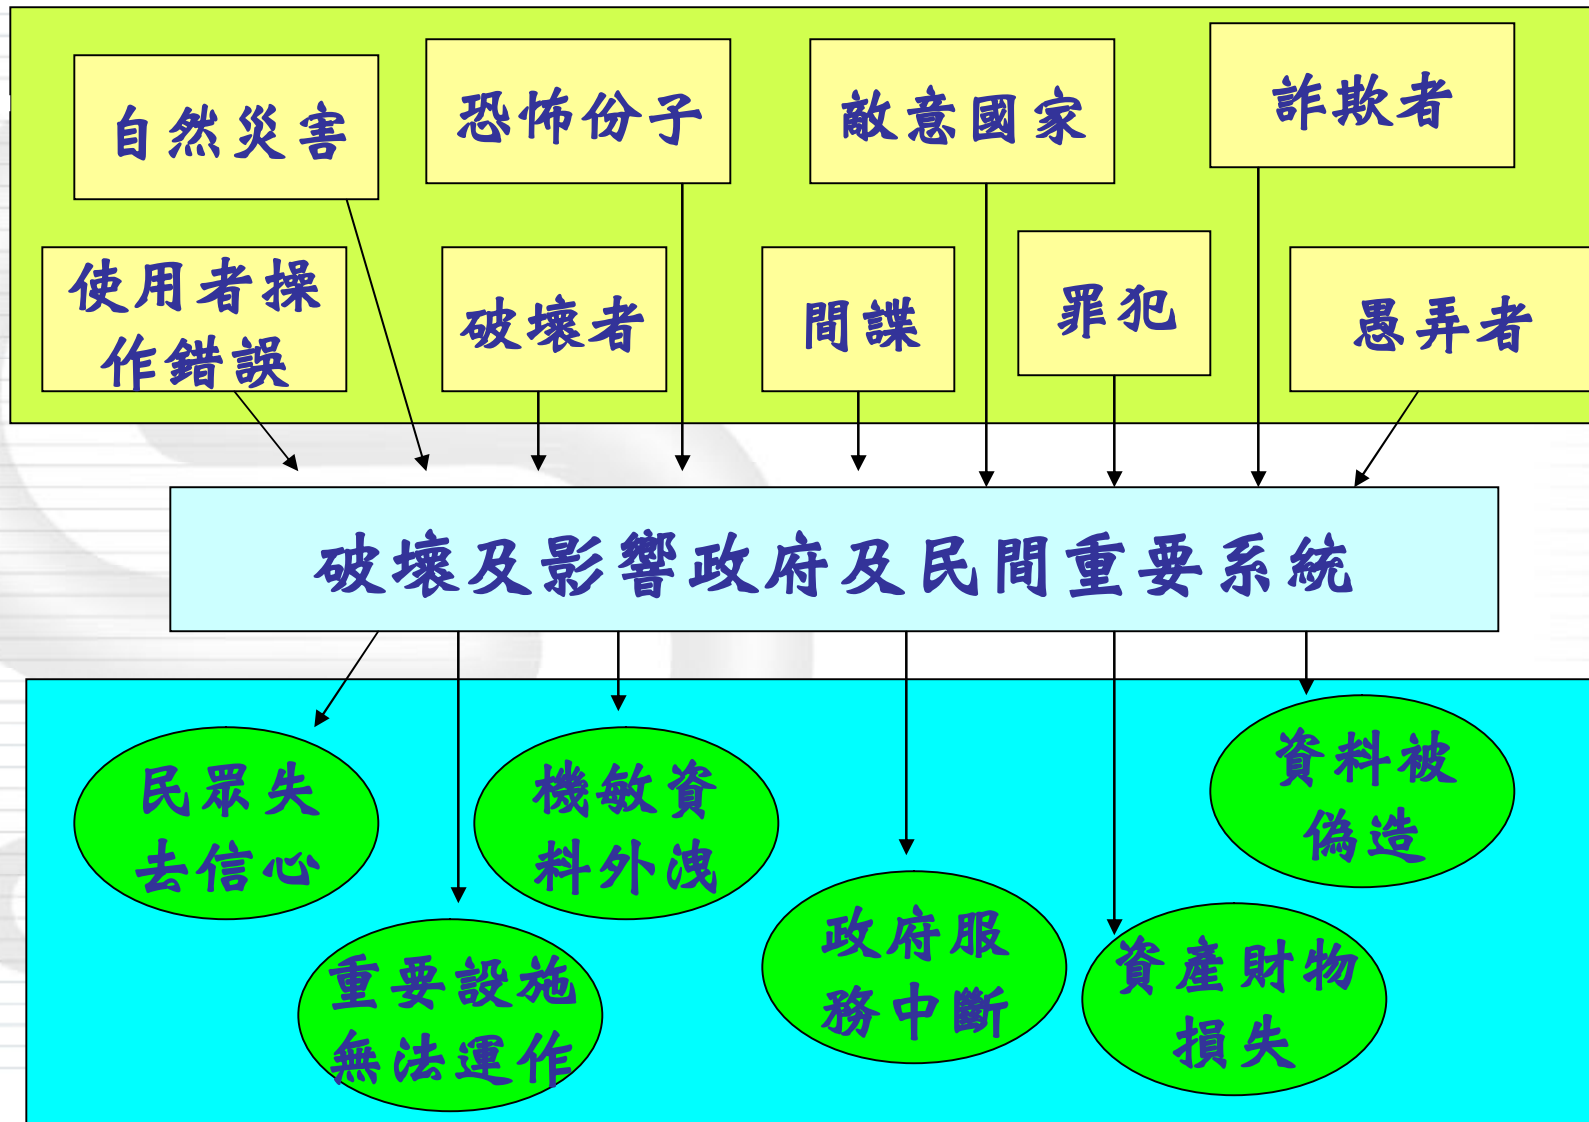 自然災害
恐怖份子
敵意國家
詐欺者
使用者操
作錯誤
破壞者
間諜
罪犯
愚弄者
破壞及影響政府及民間重要系統
民眾失
去信心
機敏資
料外洩
資料被
偽造
重要設施
無法運作
政府服
務中斷
資產財物
損失